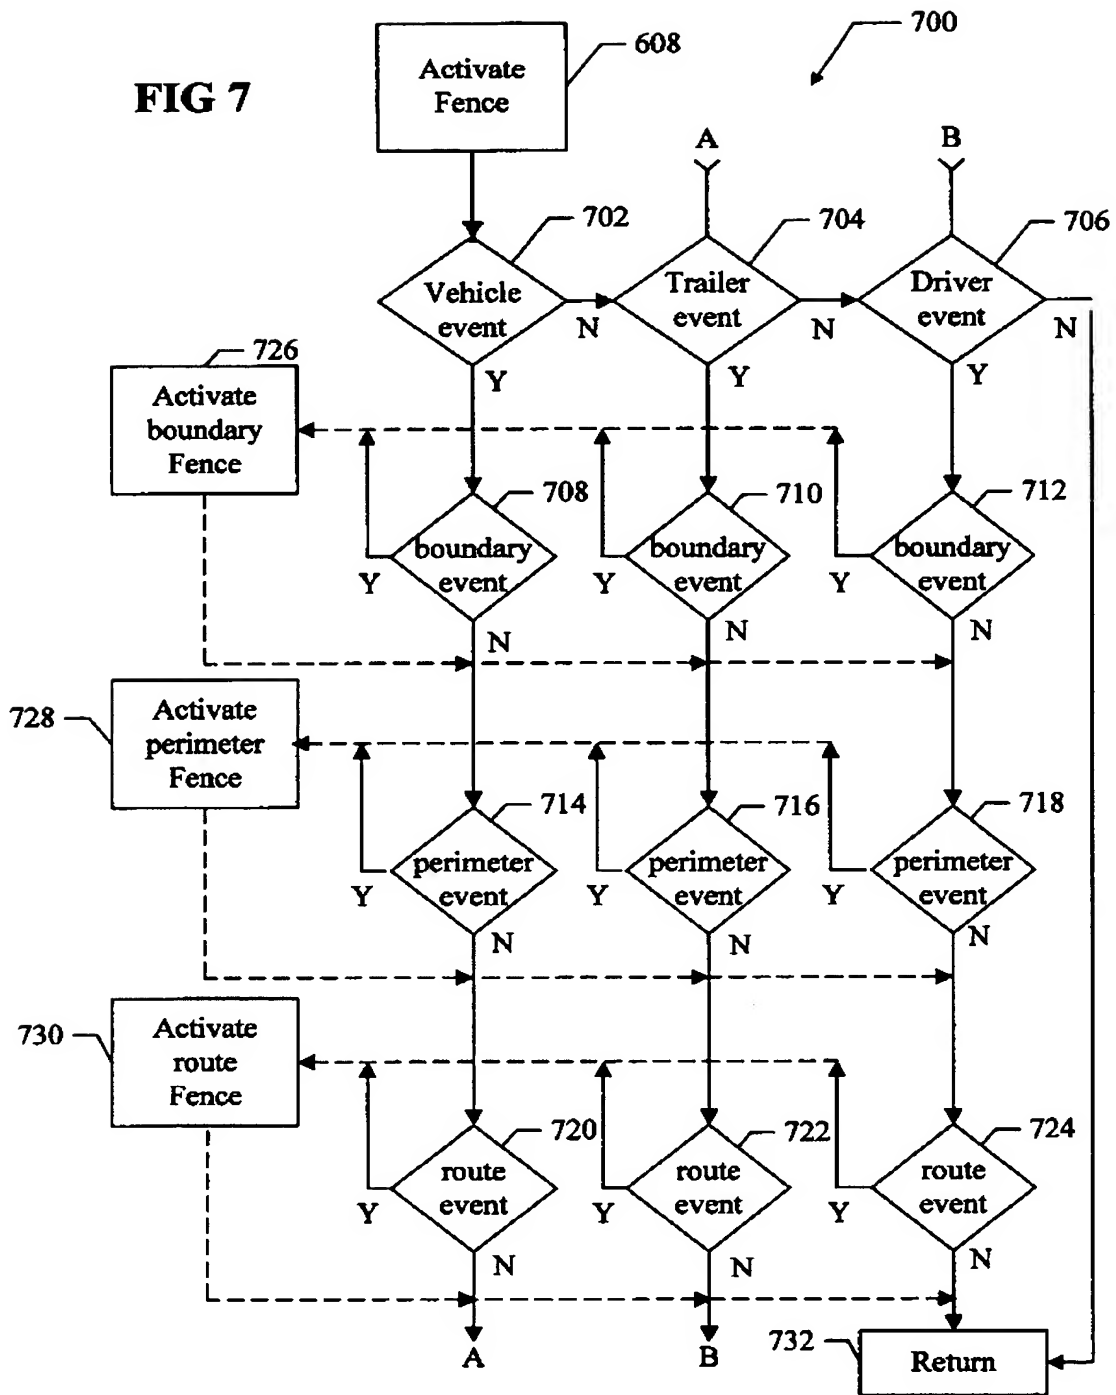 608
700
Activate
Fence
FIG 7
A
B
702
704
706
Vehicle
event
Trailer
event
Driver
event
N
N
N
726
Y
Y
Y
Activate
boundary
Fence
708
710
712
boundary
event
boundary
event
boundary
event
Y
Y
Y
N
N
N
728
Activate
perimeter
Fence
714
716
718
perimeter
event
perimeter
event
perimeter
event
Y
Y
Y
N
N
N
730
Activate
route
Fence
720
722
724
route
event
route
event
route
event
Y
Y
Y
N
N
N
A
B
732
Return